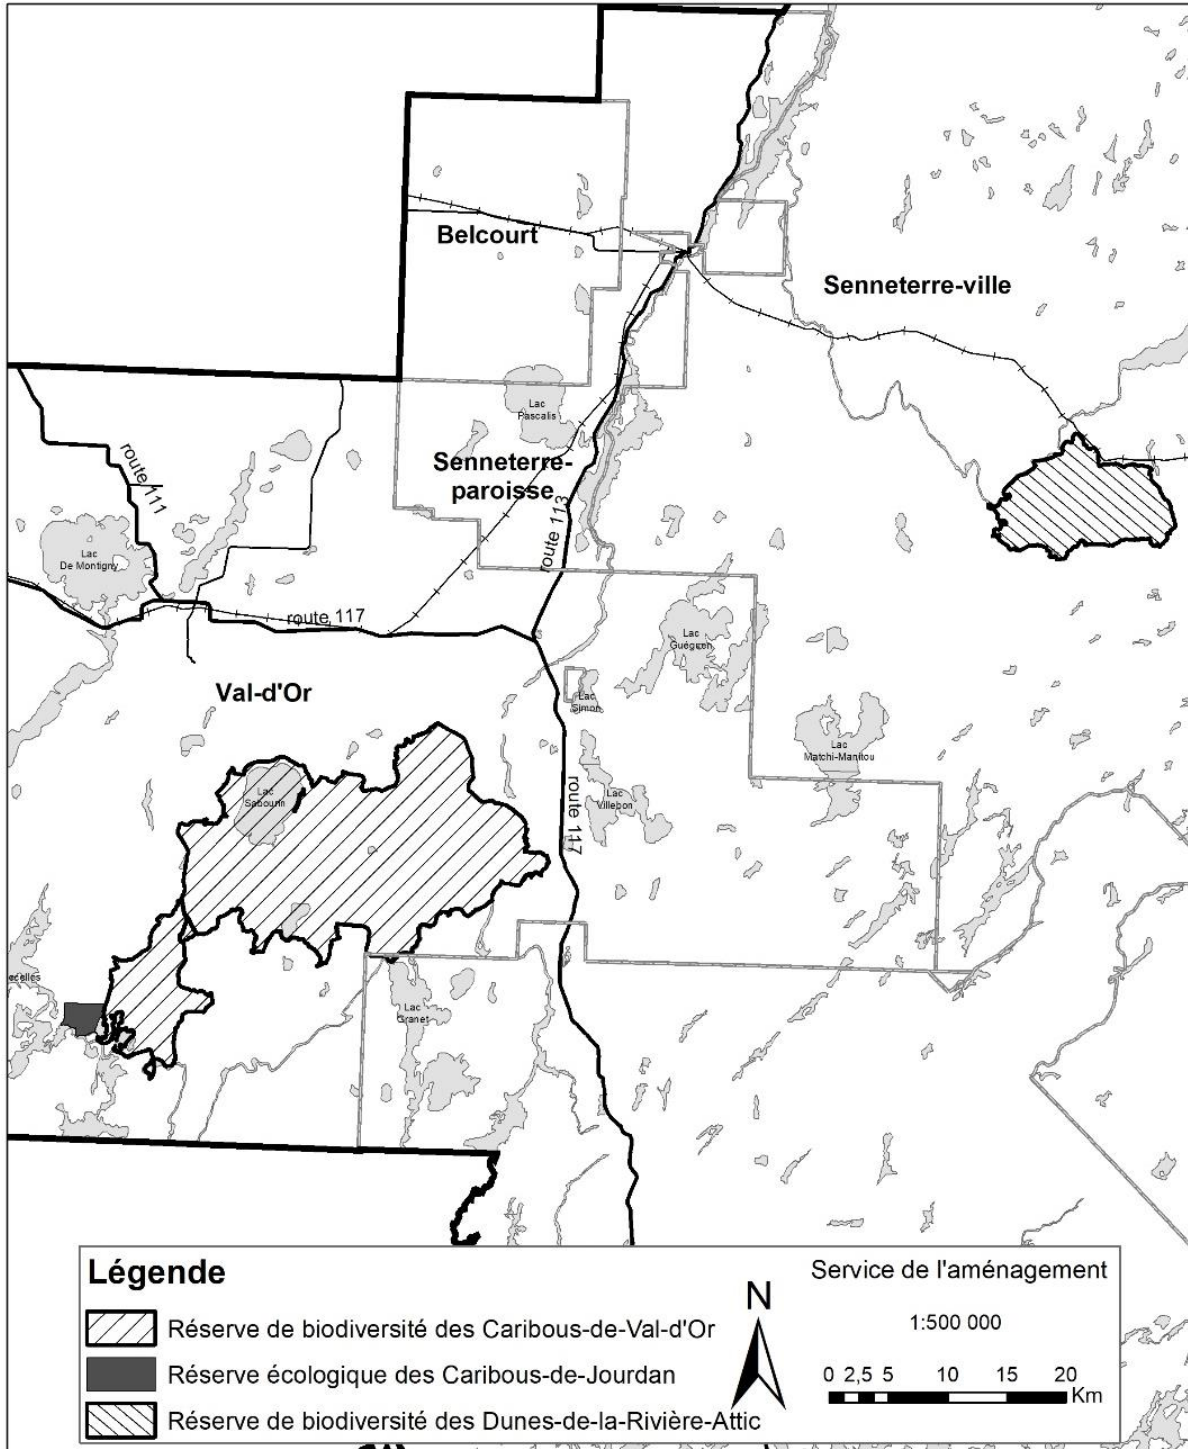 Belcourt
Senneterre-ville
Lac
Pascalis
Senneterre-
paroisse
route 111
route 113
Lac
De Montigny
route 117
Lac
Guéguen
Val-d'Or
Lac
Simon
Lac
Matchi-Manitou
Lac
Sabourin
Lac
Villebon
route 117
ecelles
Lac
Granet
Légende
Réserve de biodiversité des Caribous-de-Val-d'Or
Réserve écologique des Caribous-de-Jourdan
Réserve de biodiversité des Dunes-de-la-Rivière-Attic
N
Service de l'aménagement
1:500 000
0 2,5 5 10 15 20
Km